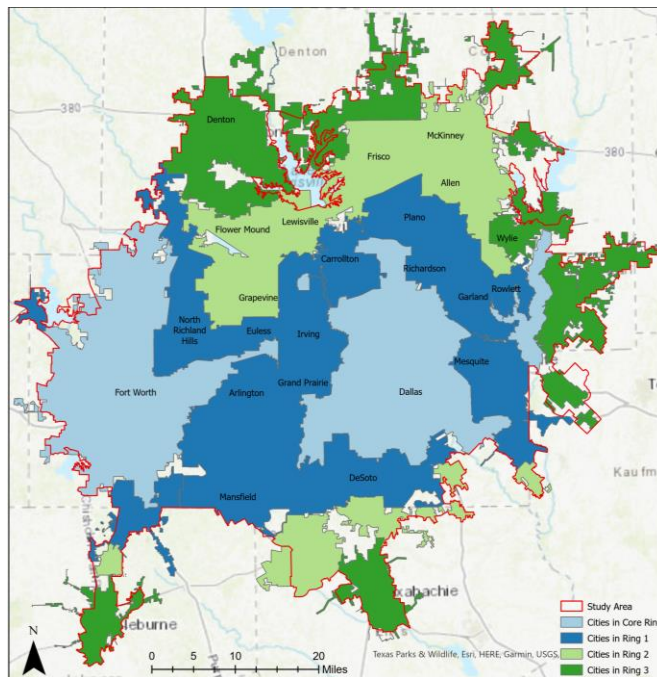 Denton
380
Denton
McKinney
Frisco
380
Allen
Lewisville
Flower Mound
Plano
Wylie
Carrollton
Richardson
Rowlett
Grapevine
Garland
North
Richland
Hills
Euless
Irving
Mesquite
Fort Worth
Arlington
Grand Prairie
Dallas
Kaufm
DeSoto
Mansfield
xabachie
leburne
N
0 5 10 20
Miles
Texas Parks & Wildlife, Esri, HERE, Garmin, USGS,
Study Area
Cities in Core Rin
Cities in Ring 1
Cities in Ring 2
Cities in Ring 3